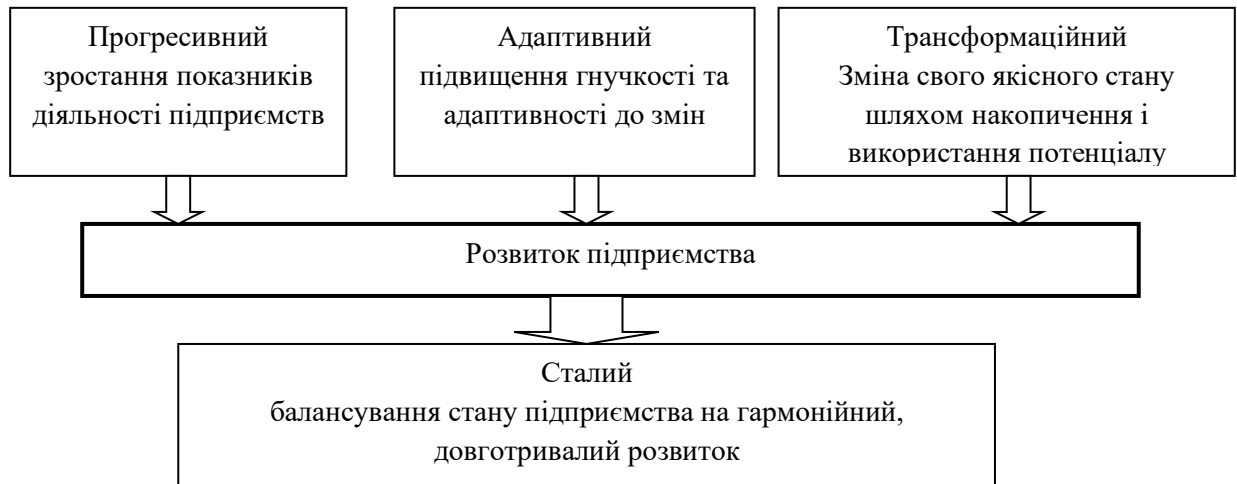 Прогресивний
зростання показників
діяльності підприємств
Адаптивний
підвищення гнучкості та
адаптивності до змін
Трансформаційний
Зміна свого якісного стану
шляхом накопичення і
використання потенціалу
Розвиток підприємства
Сталий
балансування стану підприємства на гармонійний,
довготривалий розвиток